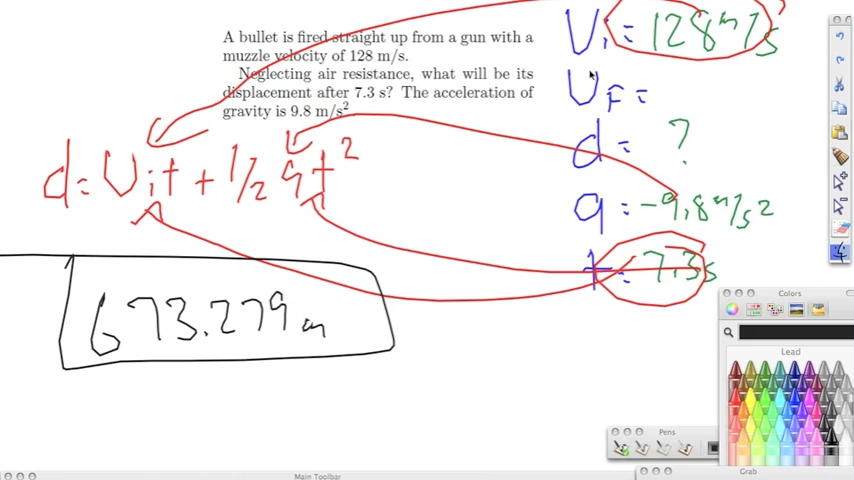 A bullet is fired straight up from a gun with a
muzzle velocity of 128 m/s.
Neglecting air resistance, what will be its
displacement after 7.3 s? The acceleration of
gravity is 9.8 m/s²
Vi = 128 m/s
VF =
d = ?
g = -9.8 m/s2
t = 7.3 s
d = Vit + 1/2 gt²
673.279 m
Colors
Lead
Pens
Grab
Main Toolbar